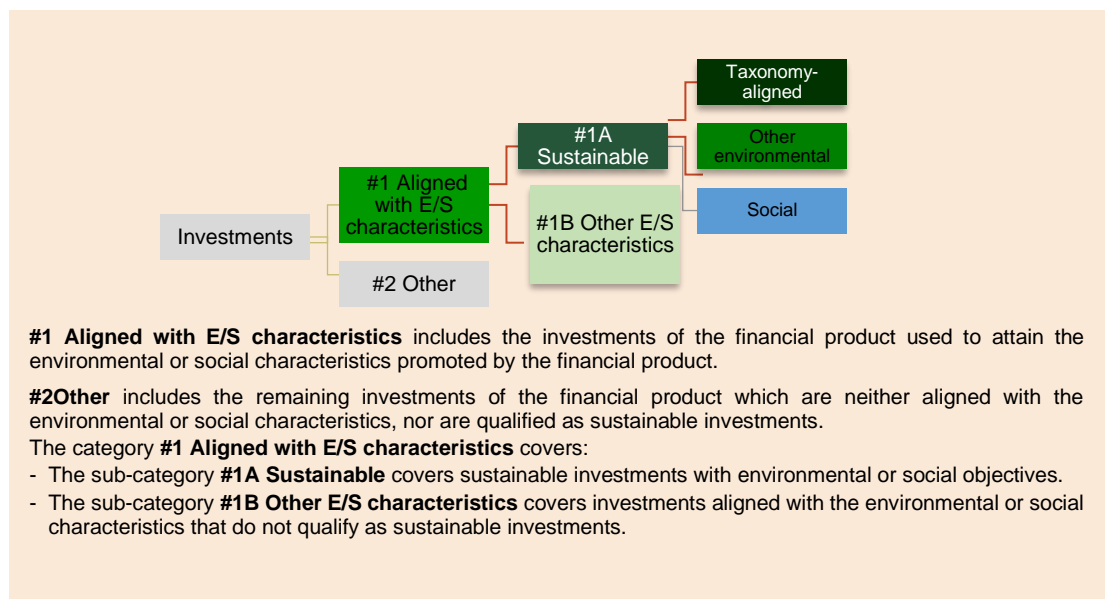 Taxonomy-
aligned
#1A
Sustainable
Other
environmental
#1 Aligned
with E/S
characteristics
Social
#1B Other E/S
characteristics
Investments
#2 Other
#1 Aligned with E/S characteristics includes the investments of the financial product used to attain the
environmental or social characteristics promoted by the financial product.
#2Other includes the remaining investments of the financial product which are neither aligned with the
environmental or social characteristics, nor are qualified as sustainable investments.
The category #1 Aligned with E/S characteristics covers:
- The sub-category #1A Sustainable covers sustainable investments with environmental or social objectives.
- The sub-category #1B Other E/S characteristics covers investments aligned with the environmental or social
characteristics that do not qualify as sustainable investments.